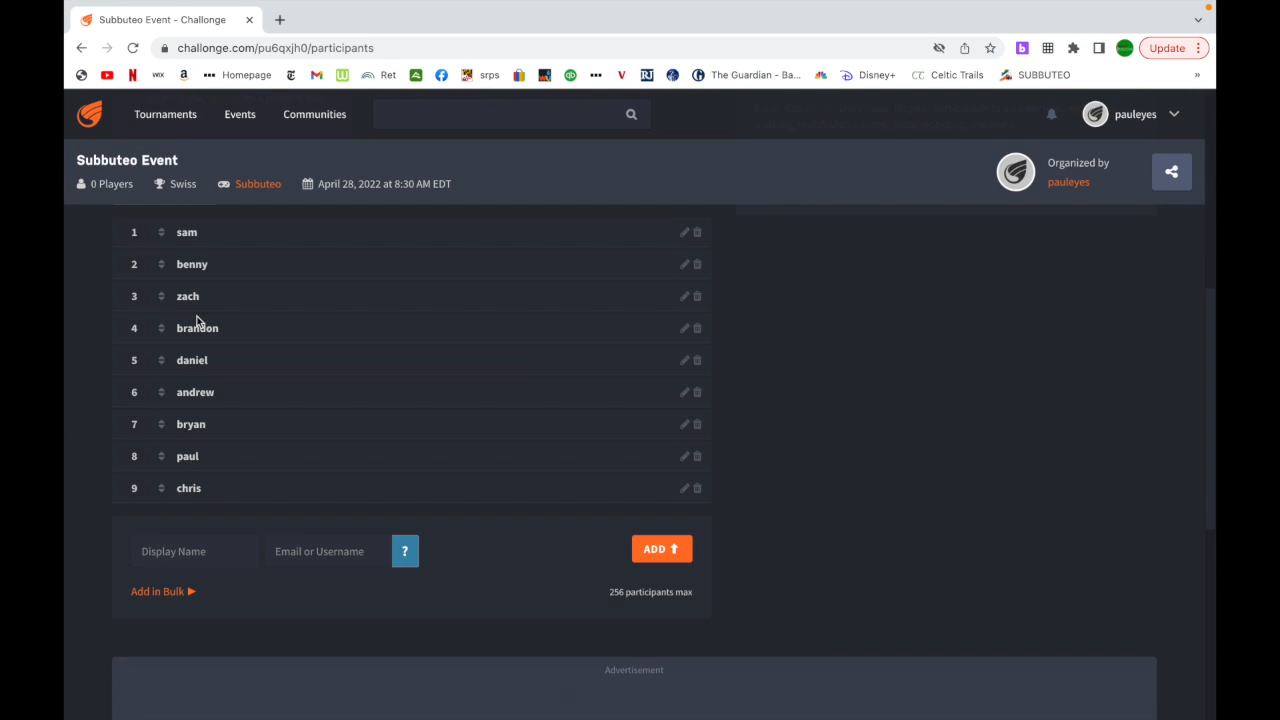 Subbuteo Event - Challonge
challonge.com/pu6qxjh0/participants
Update
wix
Homepage
Ret
srps
The Guardian - Ba...
Disney+
Celtic Trails
SUBBUTEO
Tournaments
Events
Communities
pauleyes
Subbuteo Event
0 Players
Swiss
Subbuteo
April 28, 2022 at 8:30 AM EDT
Organized by
pauleyes
1 sam
2 benny
3 zach
4 brandon
5 daniel
6 andrew
7 bryan
8 paul
9 chris
Display Name
Email or Username
?
ADD
Add in Bulk
256 participants max
Advertisement